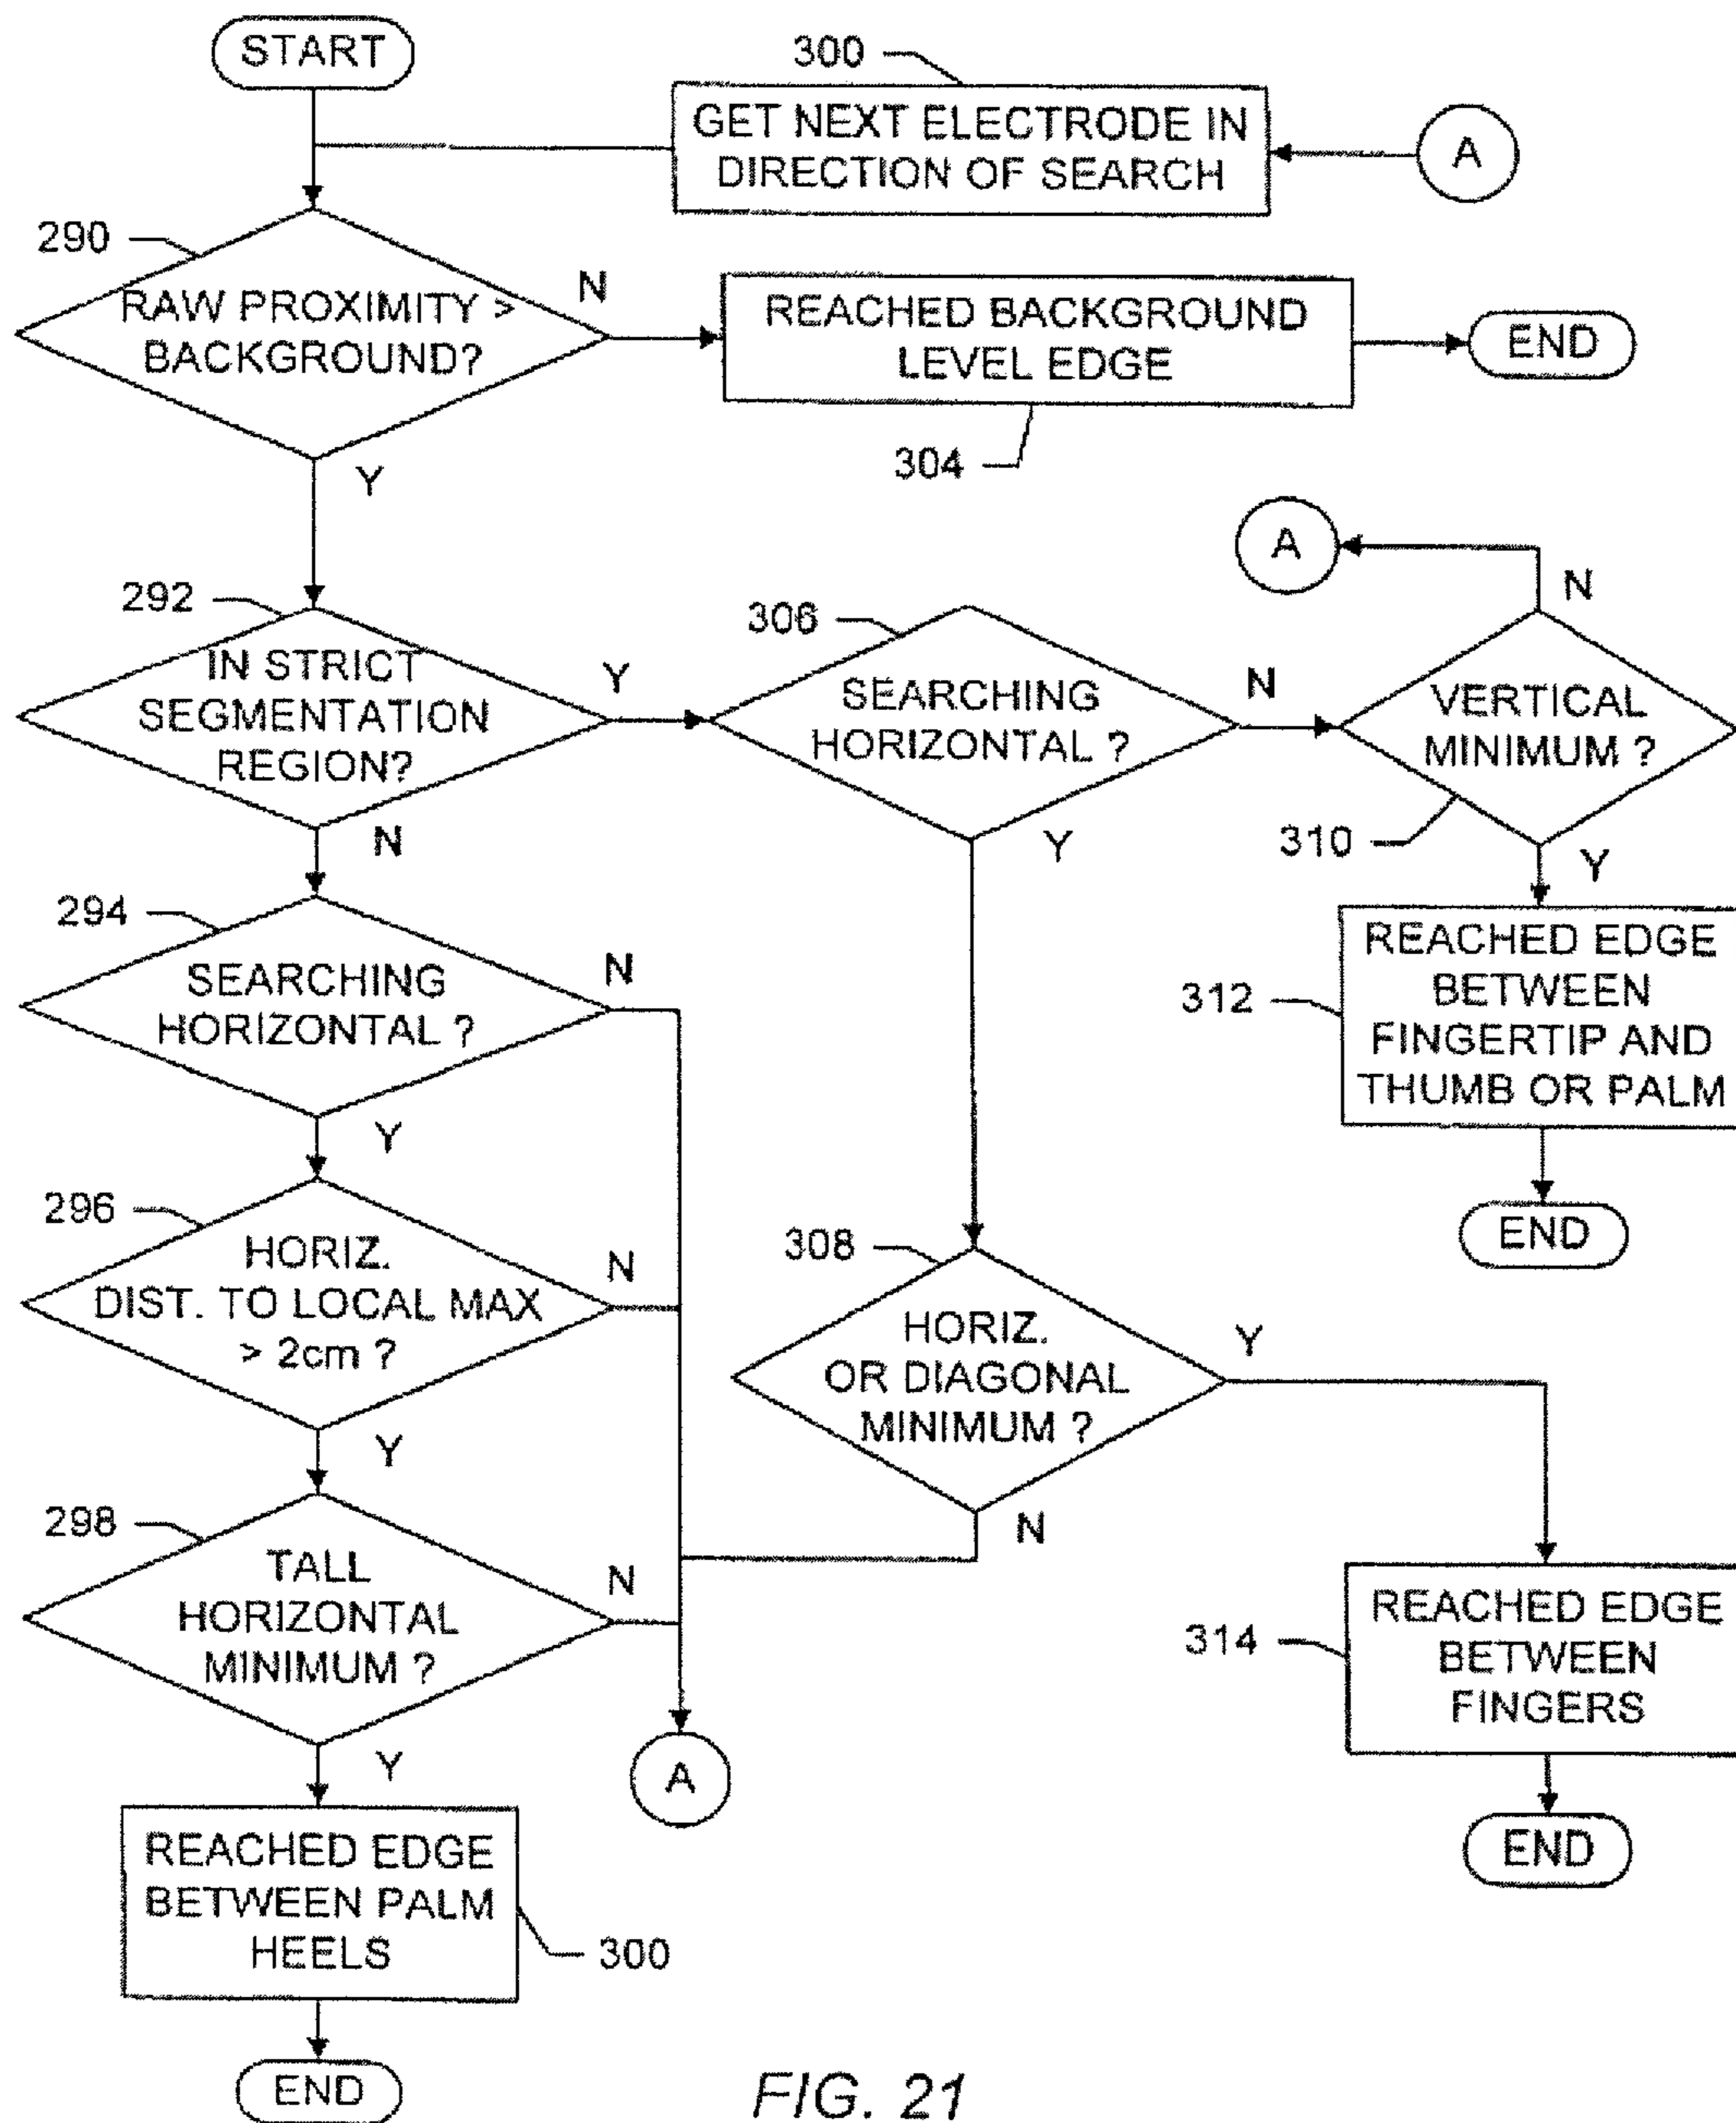 START
300
GET NEXT ELECTRODE IN
DIRECTION OF SEARCH
A
290
RAW PROXIMITY >
BACKGROUND?
N
Y
REACHED BACKGROUND
LEVEL EDGE
304
END
A
N
292
IN STRICT
SEGMENTATION
REGION?
Y
N
306
SEARCHING
HORIZONTAL ?
N
Y
VERTICAL
MINIMUM ?
310
Y
294
SEARCHING
HORIZONTAL ?
N
Y
REACHED EDGE
BETWEEN
FINGERTIP AND
THUMB OR PALM
312
END
296
HORIZ.
DIST. TO LOCAL MAX
> 2cm ?
N
Y
308
HORIZ.
OR DIAGONAL
MINIMUM ?
Y
N
298
TALL
HORIZONTAL
MINIMUM ?
N
Y
A
REACHED EDGE
BETWEEN
FINGERS
314
END
REACHED EDGE
BETWEEN PALM
HEELS
300
END
FIG. 21